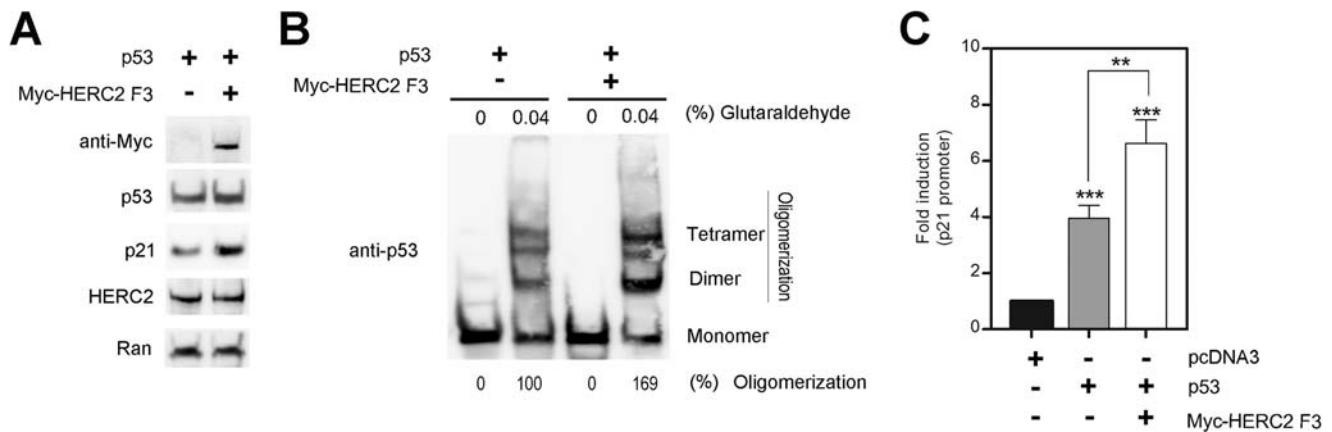 A
p53 + +
Myc-HERC2 F3 - +
anti-Myc
p53
p21
HERC2
Ran
B
p53 + +
Myc-HERC2 F3 - +
0 0.04 0 0.04 (%) Glutaraldehyde
anti-p53
Tetramer
Dimer
Oligomerization
Monomer
0 100 0 169 (%) Oligomerization
C
Fold induction
(p21 promoter)
10
8
6
4
2
0
**
***
***
+ - - pcDNA3
- + + p53
- - + Myc-HERC2 F3